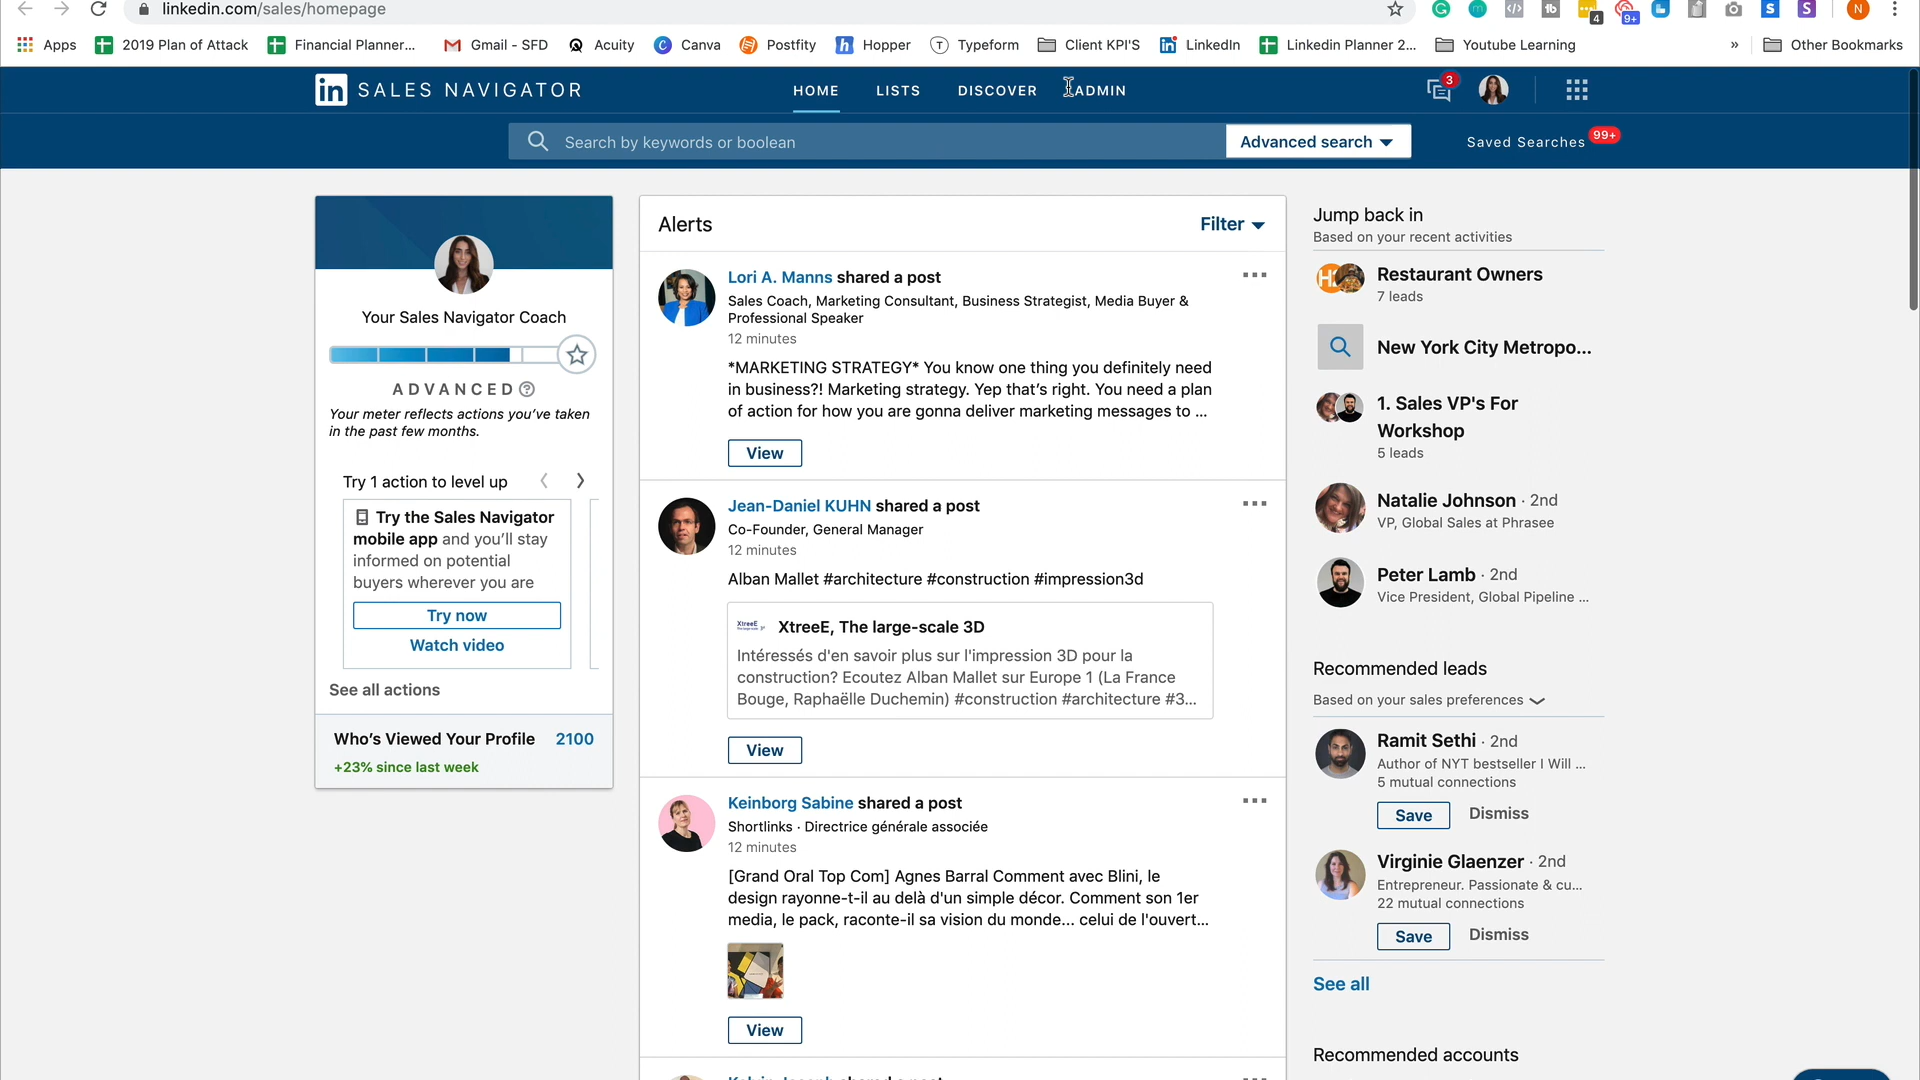 linkedin.com/sales/homepage
4
9+
N
Apps
2019 Plan of Attack
Financial Planner...
Gmail - SFD
Acuity
Canva
Postfity
Hopper
Typeform
Client KPI'S
LinkedIn
Linkedin Planner 2...
Youtube Learning
»
Other Bookmarks
in SALES NAVIGATOR
HOME
LISTS
DISCOVER
ADMIN
3
Search by keywords or boolean
Advanced search
Saved Searches
99+
Your Sales Navigator Coach
ADVANCED
Your meter reflects actions you've taken
in the past few months.
Try 1 action to level up
Try the Sales Navigator
mobile app and you'll stay
informed on potential
buyers wherever you are
Try now
Watch video
See all actions
Who's Viewed Your Profile 2100
+23% since last week
Alerts
Filter
Lori A. Manns shared a post
Sales Coach, Marketing Consultant, Business Strategist, Media Buyer &
Professional Speaker
12 minutes
*MARKETING STRATEGY* You know one thing you definitely need
in business?! Marketing strategy. Yep that's right. You need a plan
of action for how you are gonna deliver marketing messages to ...
View
Jean-Daniel KUHN shared a post
Co-Founder, General Manager
12 minutes
Alban Mallet #architecture #construction #impression3d
XtreeE
XtreeE, The large-scale 3D
Intéressés d'en savoir plus sur l'impression 3D pour la
construction? Ecoutez Alban Mallet sur Europe 1 (La France
Bouge, Raphaëlle Duchemin) #construction #architecture #3...
View
Keinborg Sabine shared a post
Shortlinks · Directrice générale associée
12 minutes
[Grand Oral Top Com] Agnes Barral Comment avec Blini, le
design rayonne-t-il au delà d'un simple décor. Comment son 1er
media, le pack, raconte-il sa vision du monde... celui de l'ouvert...
View
Jump back in
Based on your recent activities
Restaurant Owners
7 leads
New York City Metropo...
1. Sales VP's For
Workshop
5 leads
Natalie Johnson · 2nd
VP, Global Sales at Phrasee
Peter Lamb · 2nd
Vice President, Global Pipeline ...
Recommended leads
Based on your sales preferences
Ramit Sethi · 2nd
Author of NYT bestseller I Will ...
5 mutual connections
Save
Dismiss
Virginie Glaenzer · 2nd
Entrepreneur. Passionate & cu...
22 mutual connections
Save
Dismiss
See all
Recommended accounts